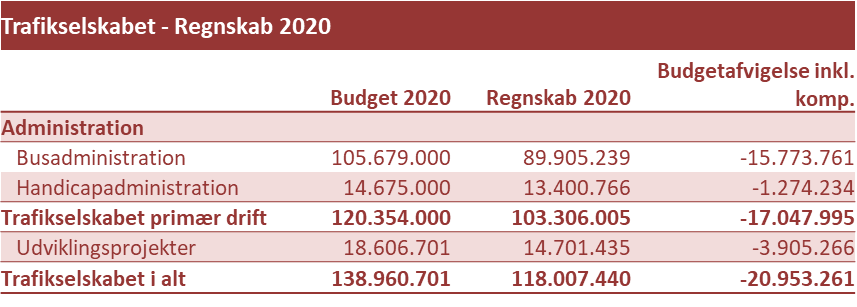 Trafikselskabet - Regnskab 2020
Budget 2020 Regnskab 2020 Budgetafvigelse inkl.
komp.
Administration
Busadministration 105.679.000 89.905.239 -15.773.761
Handicapadministration 14.675.000 13.400.766 -1.274.234
Trafikselskabet primær drift 120.354.000 103.306.005 -17.047.995
Udviklingsprojekter 18.606.701 14.701.435 -3.905.266
Trafikselskabet i alt 138.960.701 118.007.440 -20.953.261